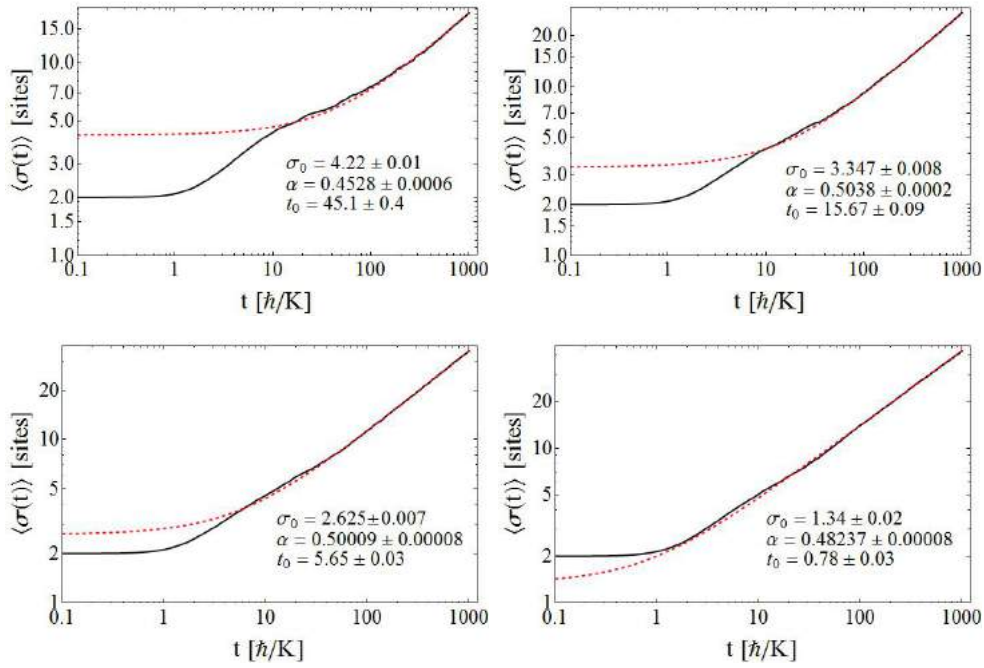 15.0
10.0
7.0
5.0
3.0
2.0
1.5
1.0
⟨σ(t)⟩ [sites]
σ₀ = 4.22 ± 0.01
α = 0.4528 ± 0.0006
t₀ = 45.1 ± 0.4
0.1 1 10 100 1000
t [ħ/K]
20.0
15.0
10.0
7.0
5.0
3.0
2.0
1.5
1.0
⟨σ(t)⟩ [sites]
σ₀ = 3.347 ± 0.008
α = 0.5038 ± 0.0002
t₀ = 15.67 ± 0.09
0.1 1 10 100 1000
t [ħ/K]
20
10
5
2
1
⟨σ(t)⟩ [sites]
σ₀ = 2.625±0.007
α = 0.50009 ± 0.00008
t₀ = 5.65 ± 0.03
0.1 1 10 100 1000
t [ħ/K]
20
10
5
2
1
⟨σ(t)⟩ [sites]
σ₀ = 1.34 ± 0.02
α = 0.48237 ± 0.00008
t₀ = 0.78 ± 0.03
0.1 1 10 100 1000
t [ħ/K]